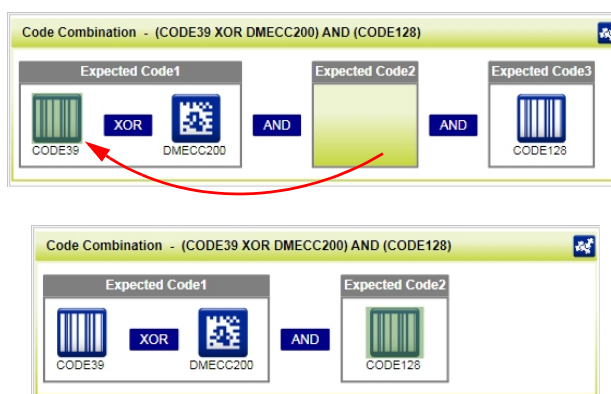 Code Combination - (CODE39 XOR DMECC200) AND (CODE128)
Expected Code1 Expected Code2 Expected Code3
XOR AND AND
CODE39 DMECC200 CODE128
Code Combination - (CODE39 XOR DMECC200) AND (CODE128)
Expected Code1 Expected Code2
XOR AND
CODE39 DMECC200 CODE128